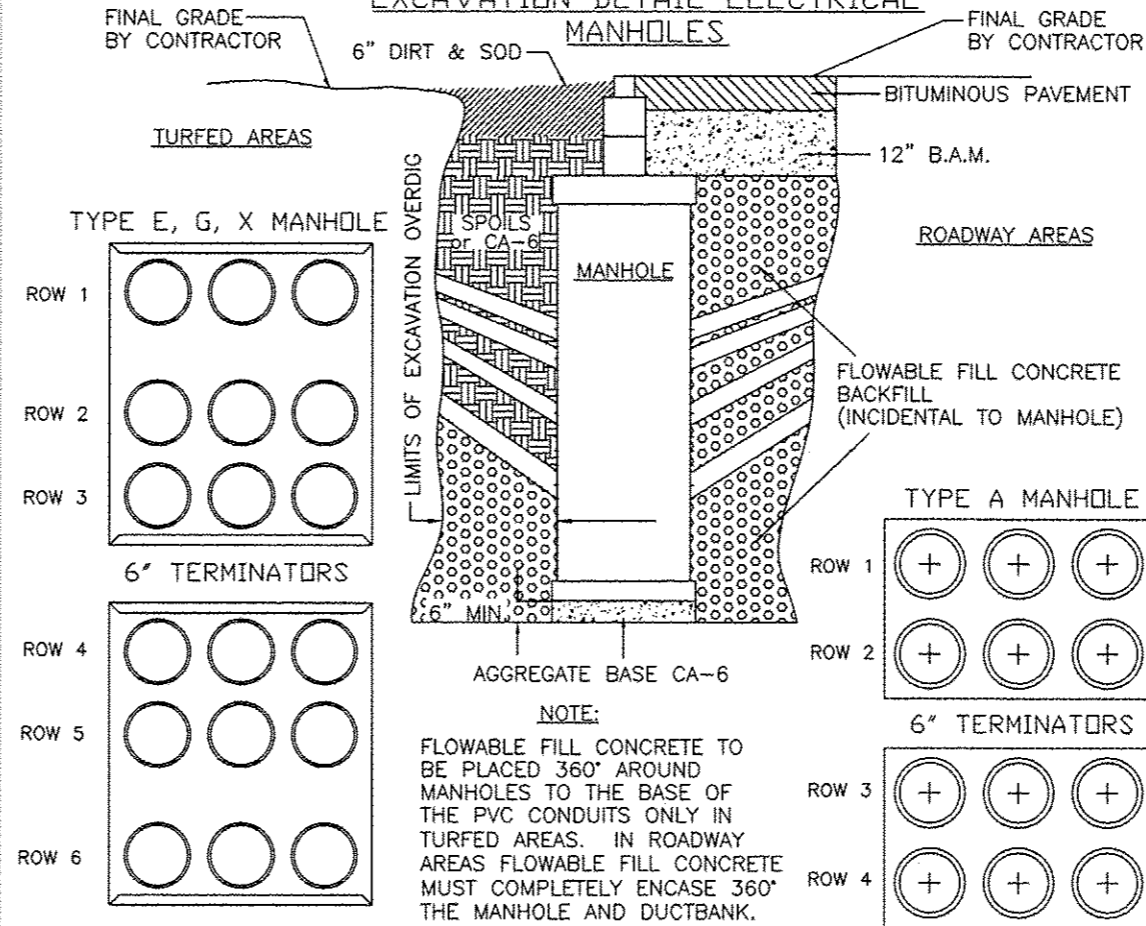 EXCAVATION DETAIL ELECTRICAL
MANHOLES
FINAL GRADE
BY CONTRACTOR
6" DIRT & SOD
FINAL GRADE
BY CONTRACTOR
BITUMINOUS PAVEMENT
12" B.A.M.
TURFED AREAS
ROADWAY AREAS
LIMITS OF EXCAVATION OVERDIG
SPOILS
or CA-6
MANHOLE
FLOWABLE FILL CONCRETE
BACKFILL
(INCIDENTAL TO MANHOLE)
6" MIN.
AGGREGATE BASE CA-6
TYPE E, G, X MANHOLE
ROW 1
ROW 2
ROW 3
6" TERMINATORS
ROW 4
ROW 5
ROW 6
NOTE:
FLOWABLE FILL CONCRETE TO
BE PLACED 360° AROUND
MANHOLES TO THE BASE OF
THE PVC CONDUITS ONLY IN
TURFED AREAS. IN ROADWAY
AREAS FLOWABLE FILL CONCRETE
MUST COMPLETELY ENCASE 360°
THE MANHOLE AND DUCTBANK.
TYPE A MANHOLE
ROW 1
ROW 2
6" TERMINATORS
ROW 3
ROW 4